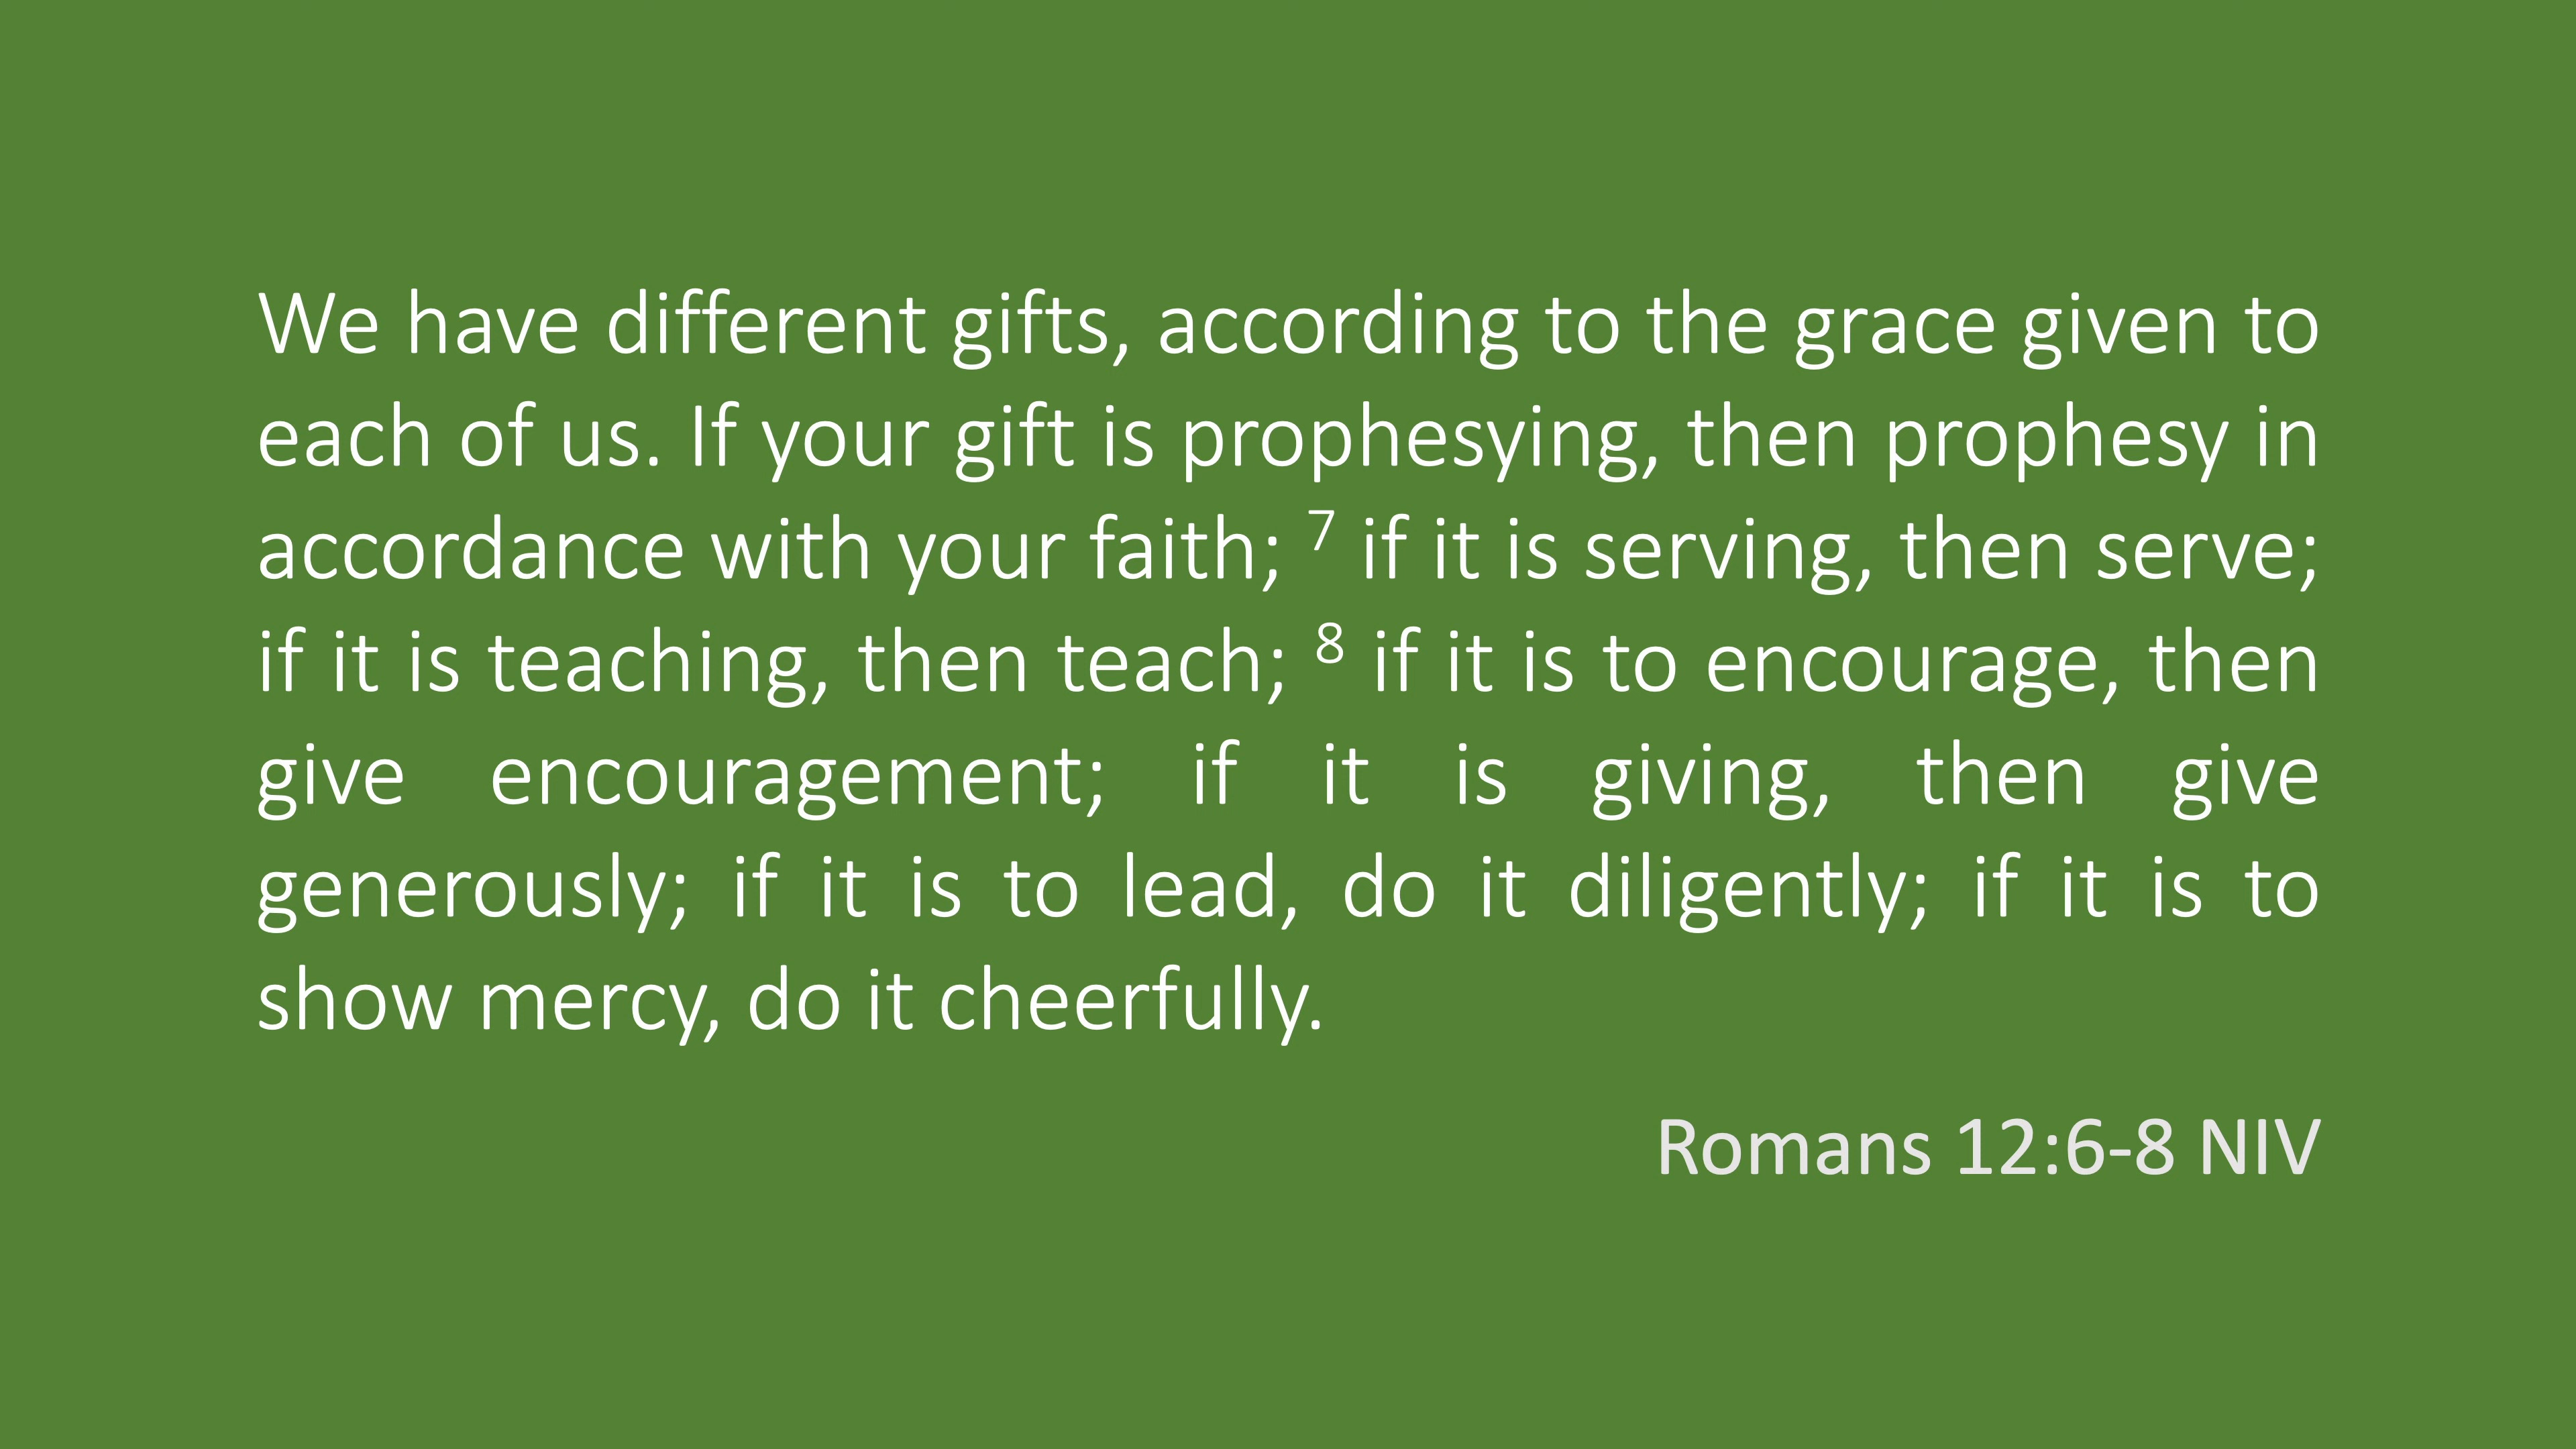 We have different gifts, according to the grace given to
each of us. If your gift is prophesying, then prophesy in
accordance with your faith; 7 if it is serving, then serve;
if it is teaching, then teach; 8 if it is to encourage, then
give encouragement; if it is giving, then give
generously; if it is to lead, do it diligently; if it is to
show mercy, do it cheerfully.
Romans 12:6-8 NIV